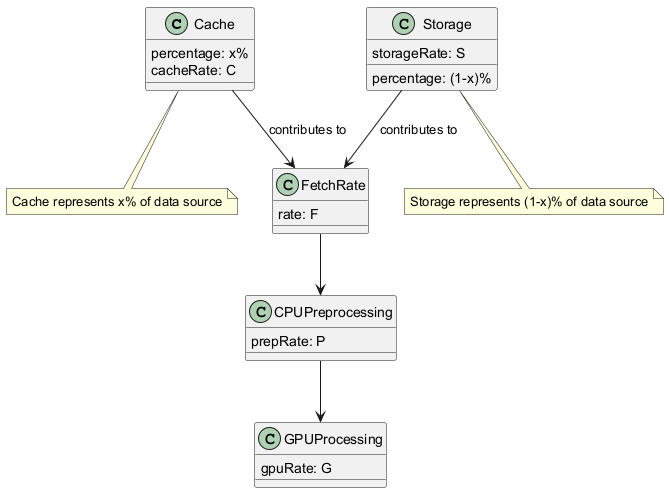 C Cache
percentage: x%
cacheRate: C
C Storage
storageRate: S
percentage: (1-x)%
contributes to
contributes to
Cache represents x% of data source
C FetchRate
rate: F
Storage represents (1-x)% of data source
C CPUPreprocessing
prepRate: P
C GPUProcessing
gpuRate: G